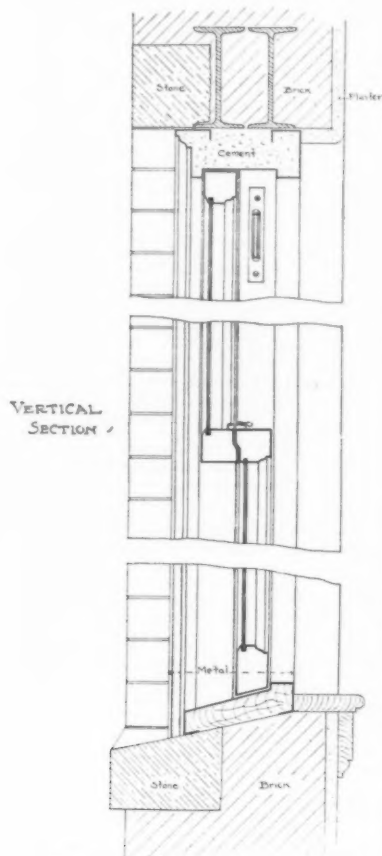 Stone
Brick
Plaster
Cement
VERTICAL
SECTION
Metal
Stone
Brick